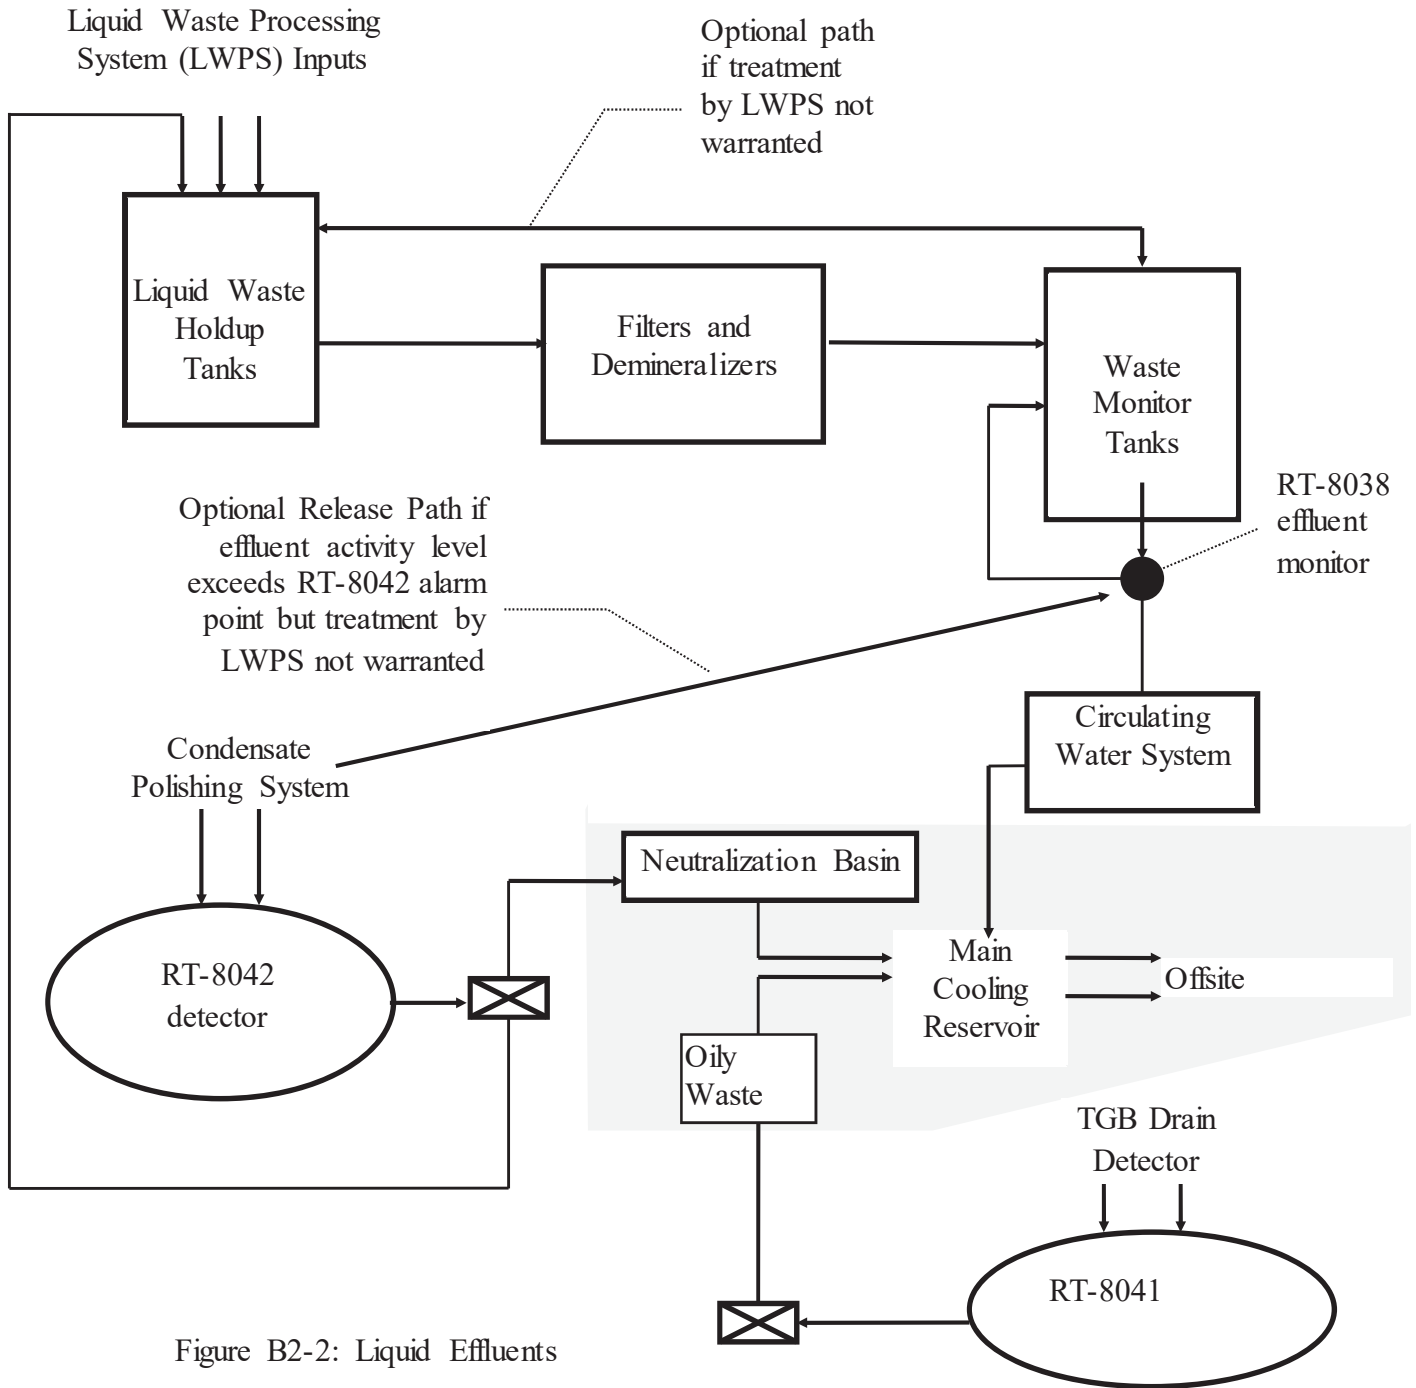 Liquid Waste Processing
System (LWPS) Inputs
Optional path
if treatment
by LWPS not
warranted
Liquid Waste
Holdup
Tanks
Filters and
Demineralizers
Waste
Monitor
Tanks
RT-8038
effluent
monitor
Optional Release Path if
effluent activity level
exceeds RT-8042 alarm
point but treatment by
LWPS not warranted
Circulating
Water System
Condensate
Polishing System
Neutralization Basin
RT-8042
detector
Main
Cooling
Reservoir
Offsite
Oily
Waste
TGB Drain
Detector
RT-8041
Figure B2-2: Liquid Effluents